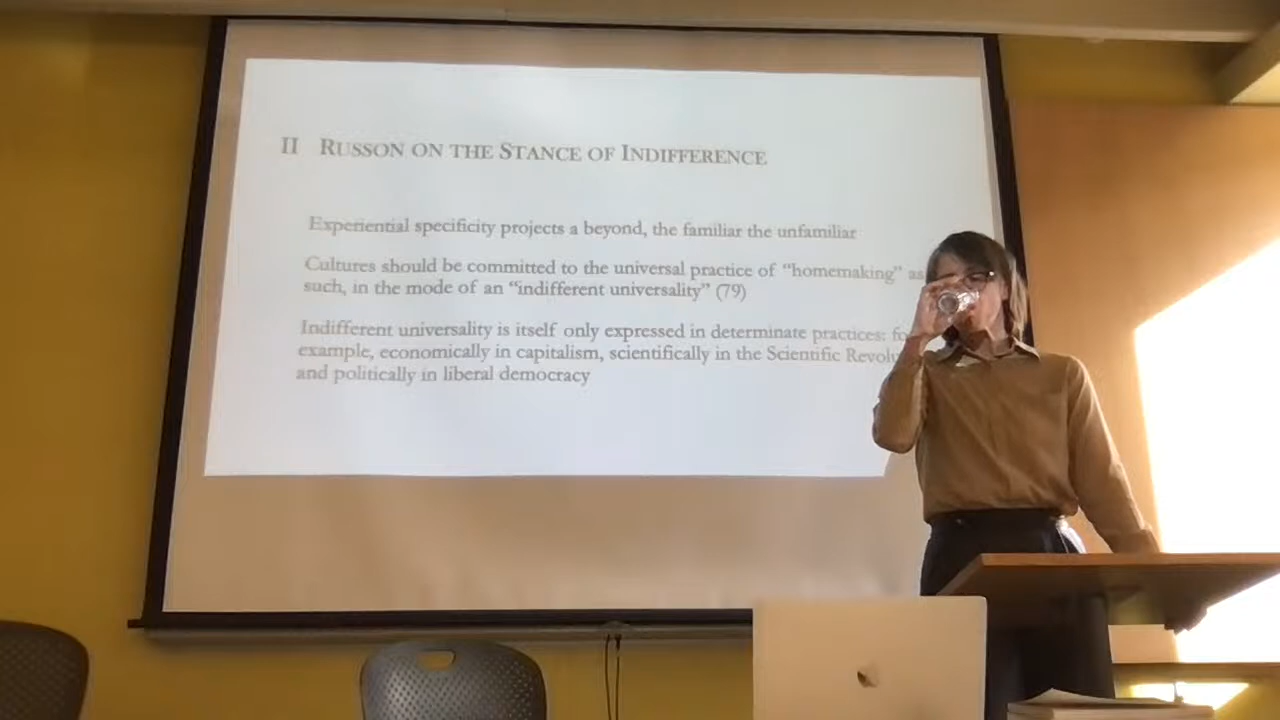 II RUSSON ON THE STANCE OF INDIFFERENCE
Experiential specificity projects a beyond, the familiar the unfamiliar
Cultures should be committed to the universal practice of “homemaking” as
such, in the mode of an “indifferent universality” (79)
Indifferent universality is itself only expressed in determinate practices:
example, economically in capitalism, scientifically in the Scientific
and politically in liberal democracy